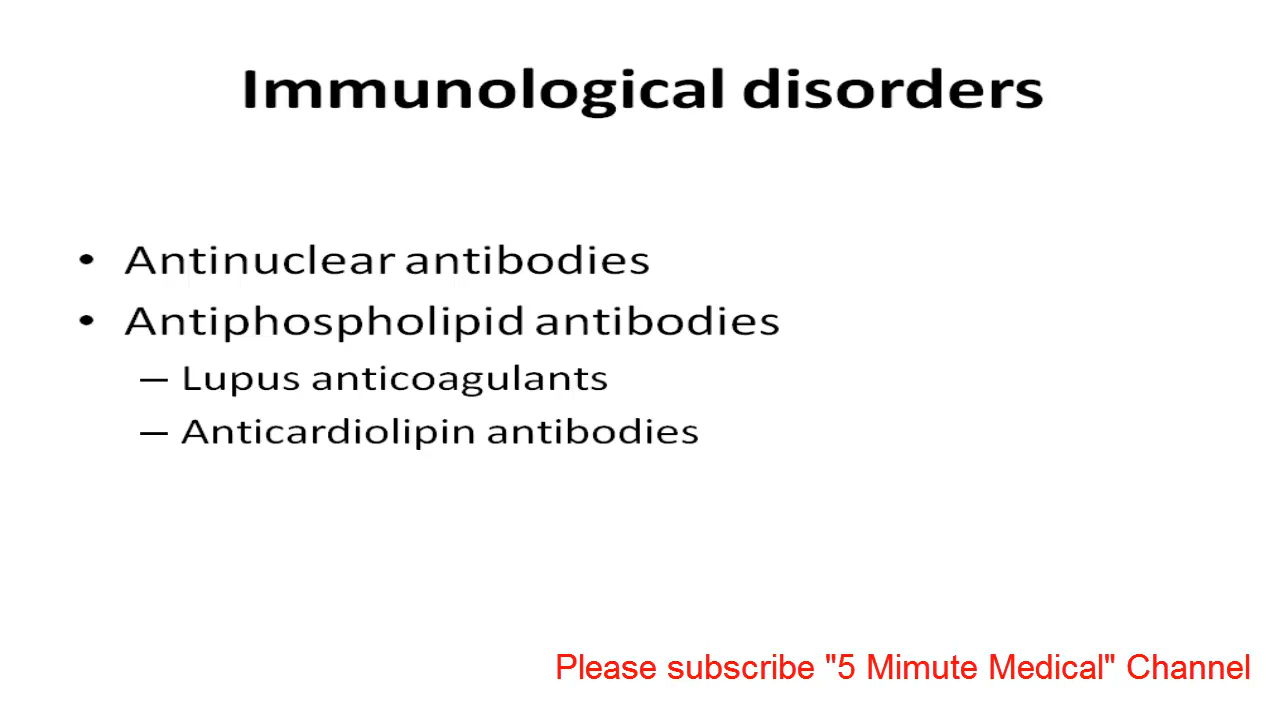 Immunological disorders
• Antinuclear antibodies
• Antiphospholipid antibodies
– Lupus anticoagulants
– Anticardiolipin antibodies
Please subscribe "5 Mimute Medical" Channel